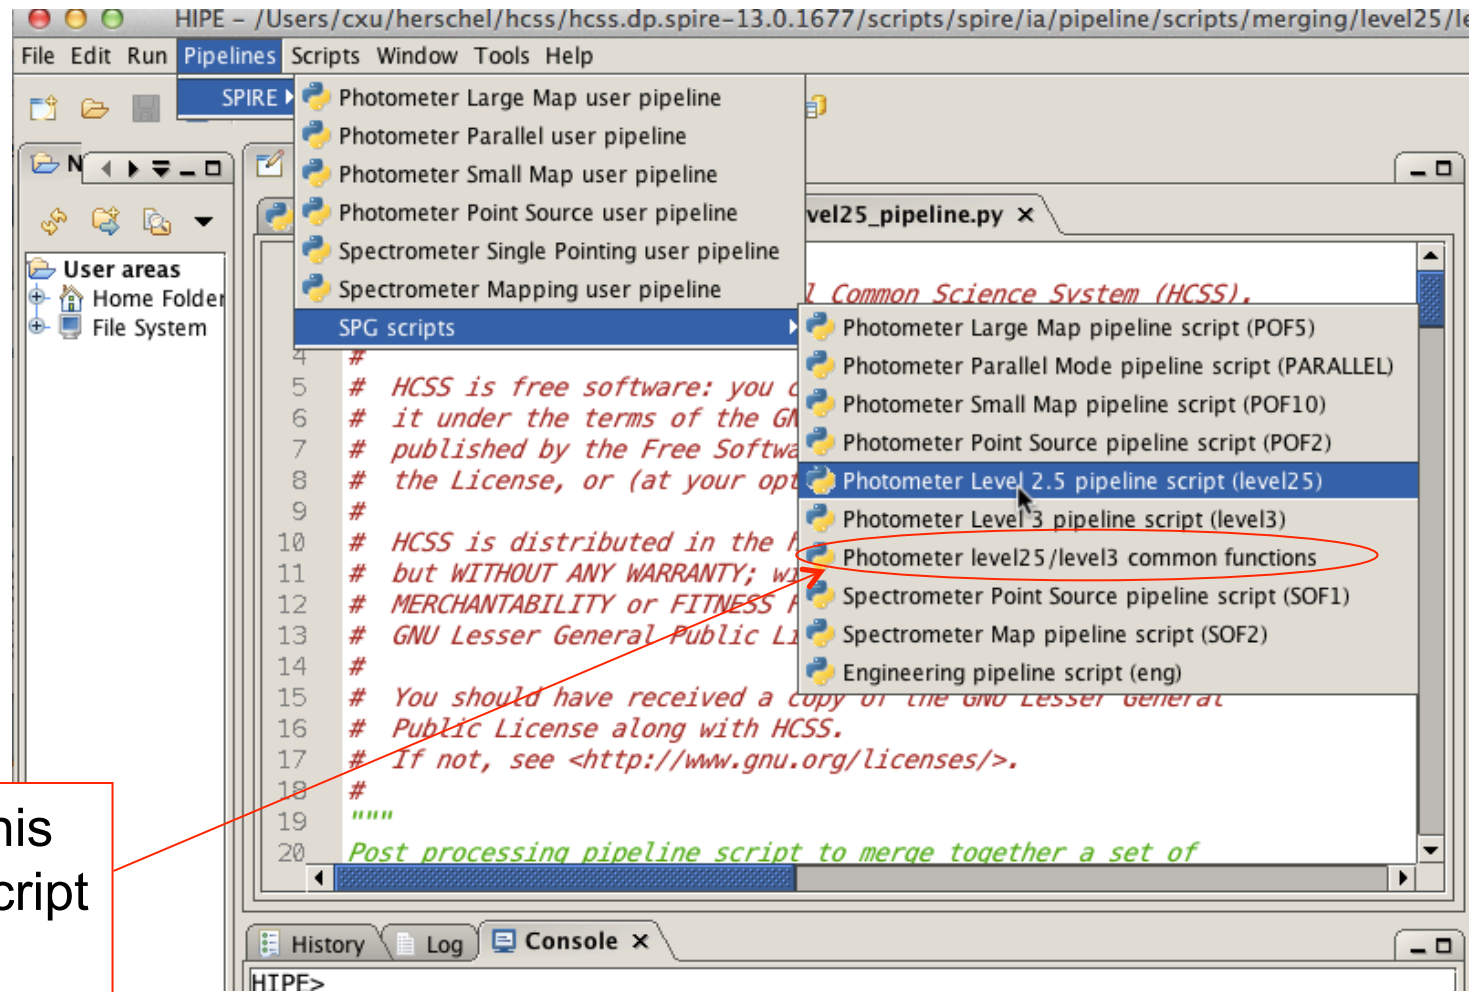 HIPE – /Users/cxu/herschel/hcss/hcss.dp.spire-13.0.1677/scripts/spire/ia/pipeline/scripts/merging/level25/l
File Edit Run Pipelines Scripts Window Tools Help
SPIRE
Photometer Large Map user pipeline
Photometer Parallel user pipeline
Photometer Small Map user pipeline
Photometer Point Source user pipeline
Spectrometer Single Pointing user pipeline
Spectrometer Mapping user pipeline
SPG scripts
Photometer Large Map pipeline script (POF5)
Photometer Parallel Mode pipeline script (PARALLEL)
Photometer Small Map pipeline script (POF10)
Photometer Point Source pipeline script (POF2)
Photometer Level 2.5 pipeline script (level25)
Photometer Level 3 pipeline script (level3)
Photometer level25/level3 common functions
Spectrometer Point Source pipeline script (SOF1)
Spectrometer Map pipeline script (SOF2)
Engineering pipeline script (eng)
N
User areas
Home Folder
File System
vel25_pipeline.py
l Common Science System (HCSS).
4 #
5 # HCSS is free software: you c
6 # it under the terms of the GN
7 # published by the Free Softwa
8 # the License, or (at your opt
9 #
10 # HCSS is distributed in the h
11 # but WITHOUT ANY WARRANTY; wi
12 # MERCHANTABILITY or FITNESS F
13 # GNU Lesser General Public Li
14 #
15 # You should have received a copy of the GNU Lesser General
16 # Public License along with HCSS.
17 # If not, see <http://www.gnu.org/licenses/>.
18 #
19 """
20 Post processing pipeline script to merge together a set of
his
cript
History Log Console
HIPE>